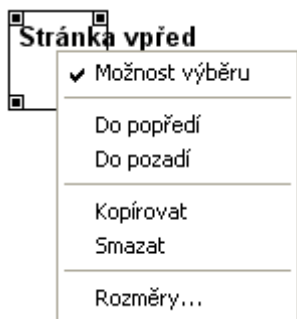 Stránka vpřed
Možnost výběru
Do popředí
Do pozadí
Kopírovat
Smazat
Rozměry...